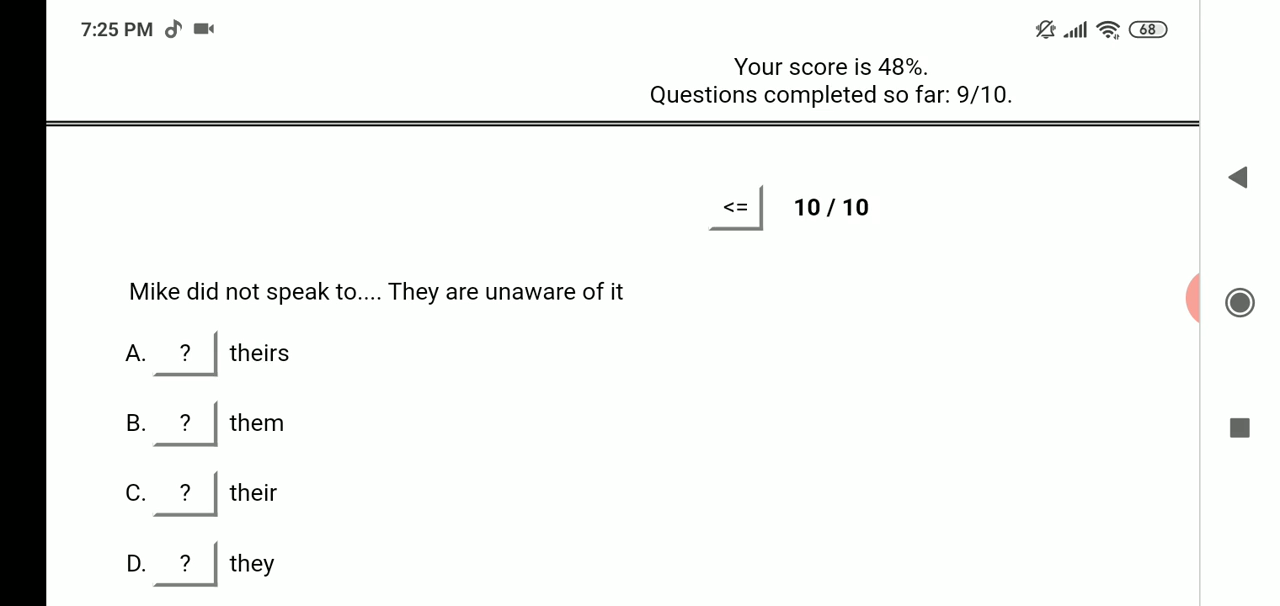 7:25 PM 68
Your score is 48%.
Questions completed so far: 9/10.
<= 10 / 10
Mike did not speak to.... They are unaware of it
A. ? theirs
B. ? them
C. ? their
D. ? they